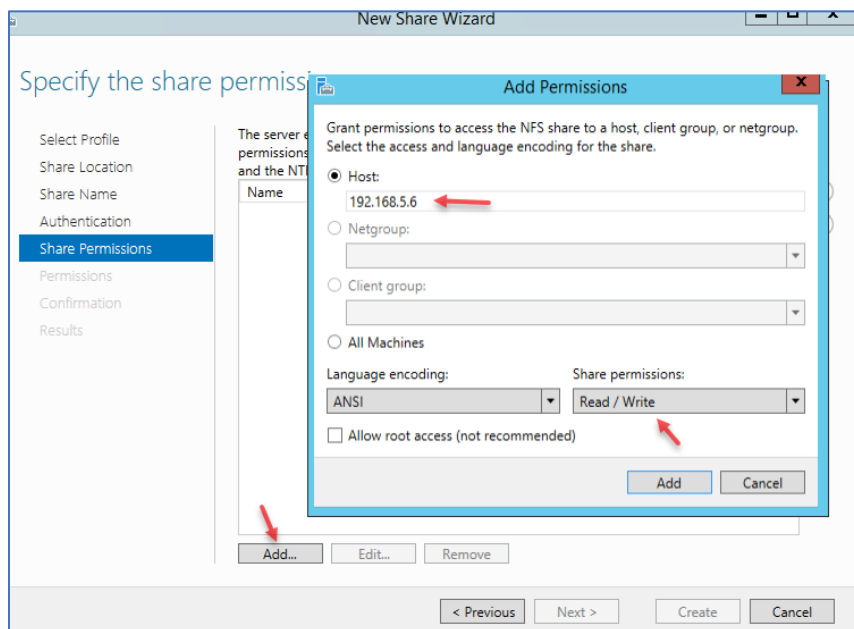 New Share Wizard
Specify the share permissi
Select Profile
Share Location
Share Name
Authentication
Share Permissions
Permissions
Confirmation
Results
The server e
permissions
and the NT
Name
Add Permissions
X
Grant permissions to access the NFS share to a host, client group, or netgroup.
Select the access and language encoding for the share.
Host:
192.168.5.6
Netgroup:
Client group:
All Machines
Language encoding:
Share permissions:
ANSI
Read / Write
Allow root access (not recommended)
Add
Cancel
Add...
Edit...
Remove
< Previous
Next >
Create
Cancel